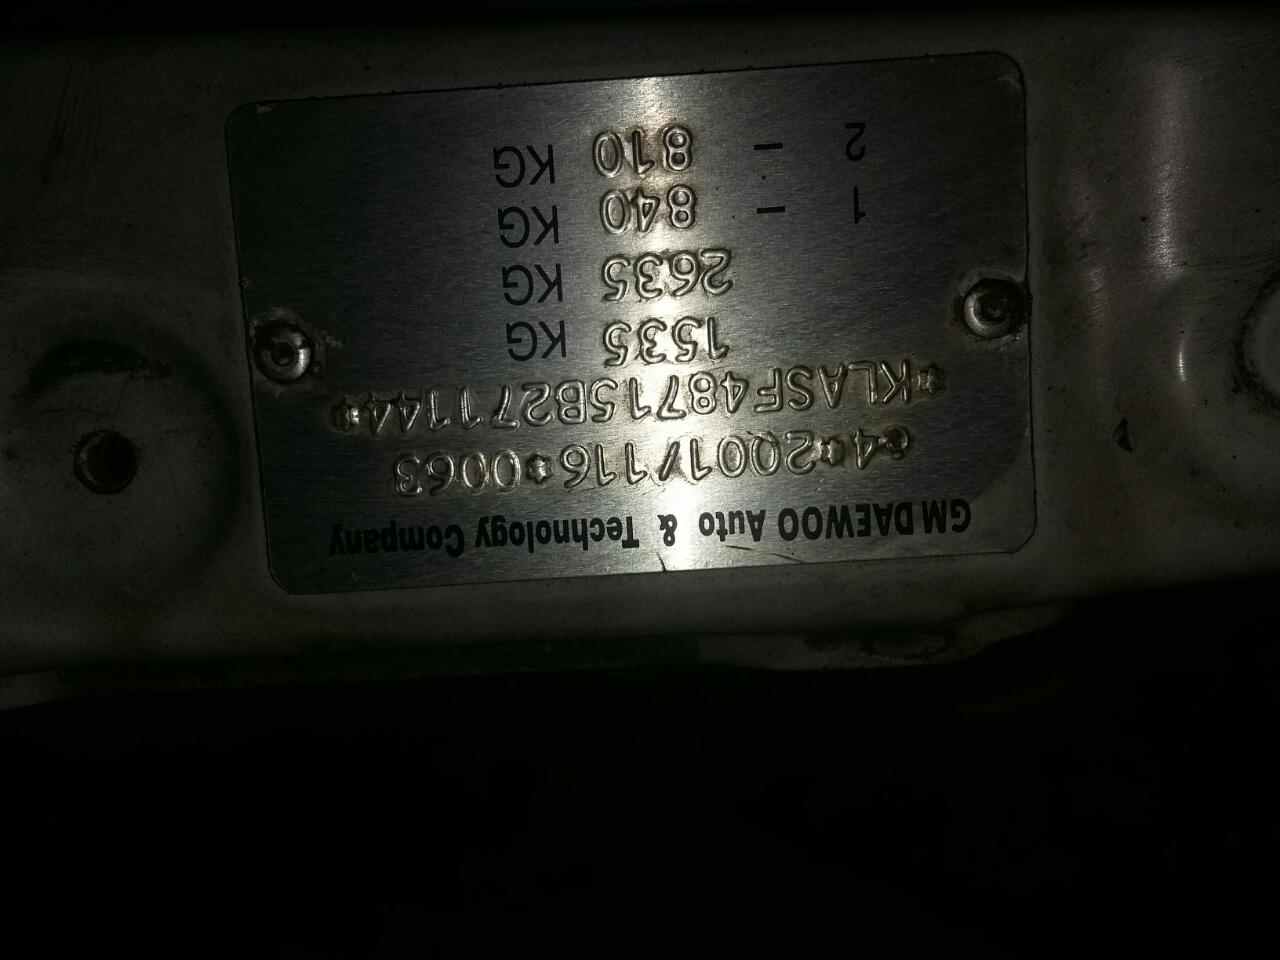 GM DAEWOO Auto & Technology Company
e4*2001/116*0063
*KLASF48715B271144*
1535 KG
2635 KG
1 - 840 KG
2 - 810 KG